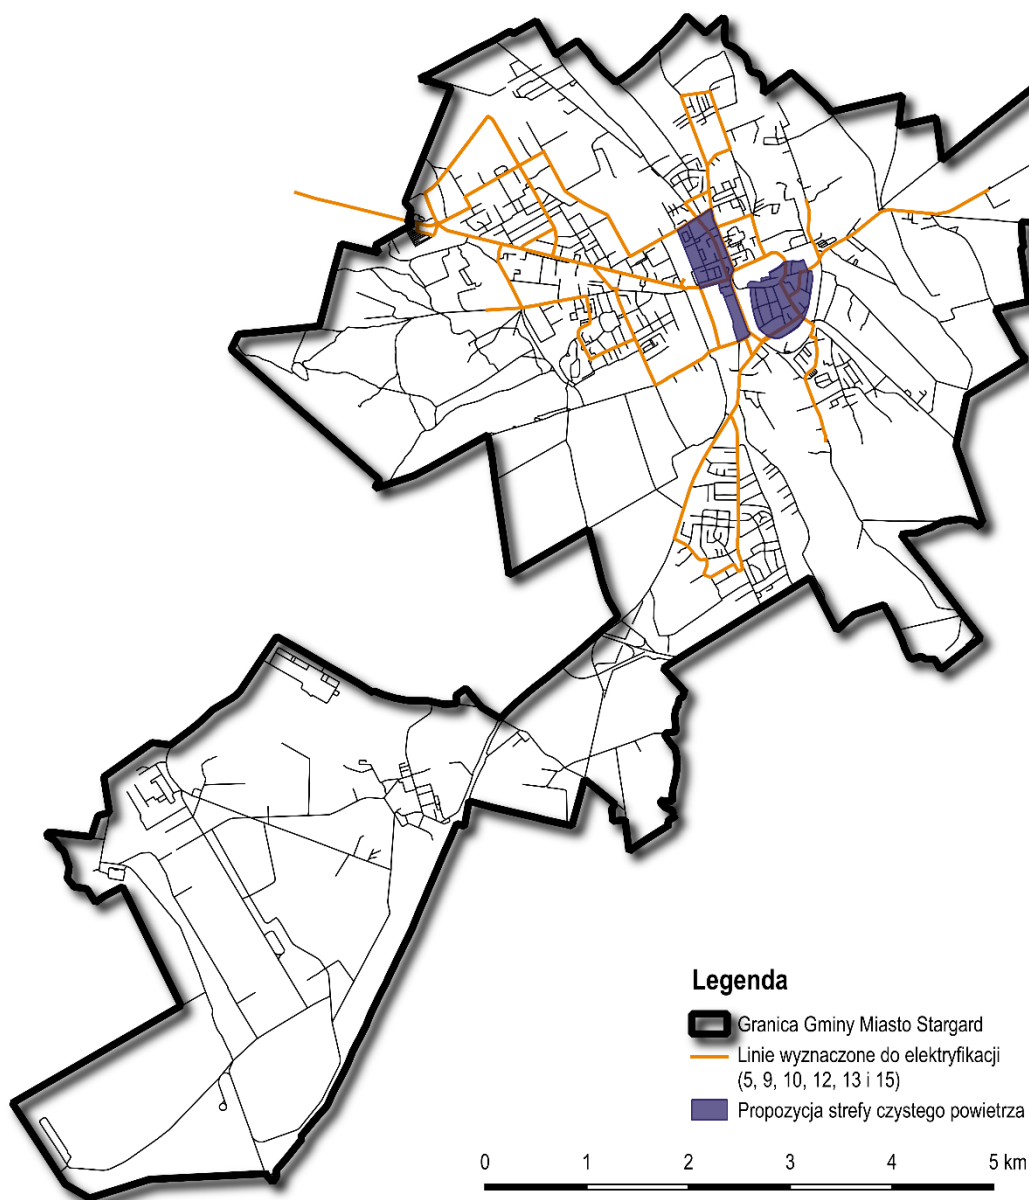 Legenda
Granica Gminy Miasto Stargard
Linie wyznaczone do elektryfikacji
(5, 9, 10, 12, 13 i 15)
Propozycja strefy czystego powietrza
0 1 2 3 4 5 km